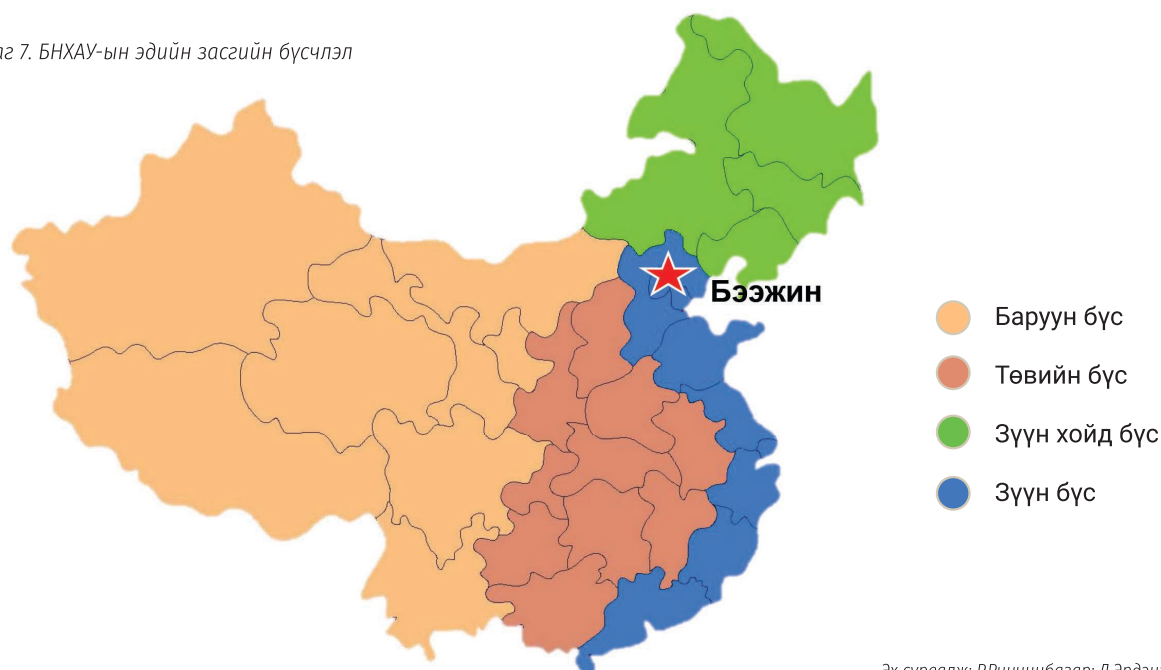 7. БНХАУ-ын эдийн засгийн бүсчлэл
Бээжин
Баруун бүс
Төвийн бүс
Зүүн хойд бүс
Зүүн бүс